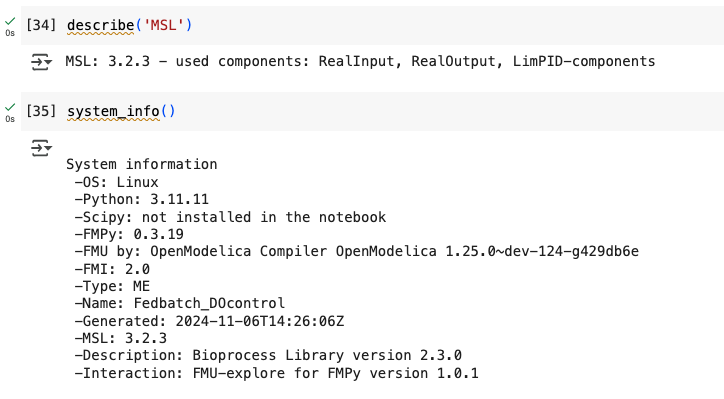 [34] describe('MSL')
0s
MSL: 3.2.3 - used components: RealInput, RealOutput, LimPID-components
[35] system_info()
0s
System information
-OS: Linux
-Python: 3.11.11
-Scipy: not installed in the notebook
-FMPy: 0.3.19
-FMU by: OpenModelica Compiler OpenModelica 1.25.0~dev-124-g429db6e
-FMI: 2.0
-Type: ME
-Name: Fedbatch_DOcontrol
-Generated: 2024-11-06T14:26:06Z
-MSL: 3.2.3
-Description: Bioprocess Library version 2.3.0
-Interaction: FMU-explore for FMPy version 1.0.1